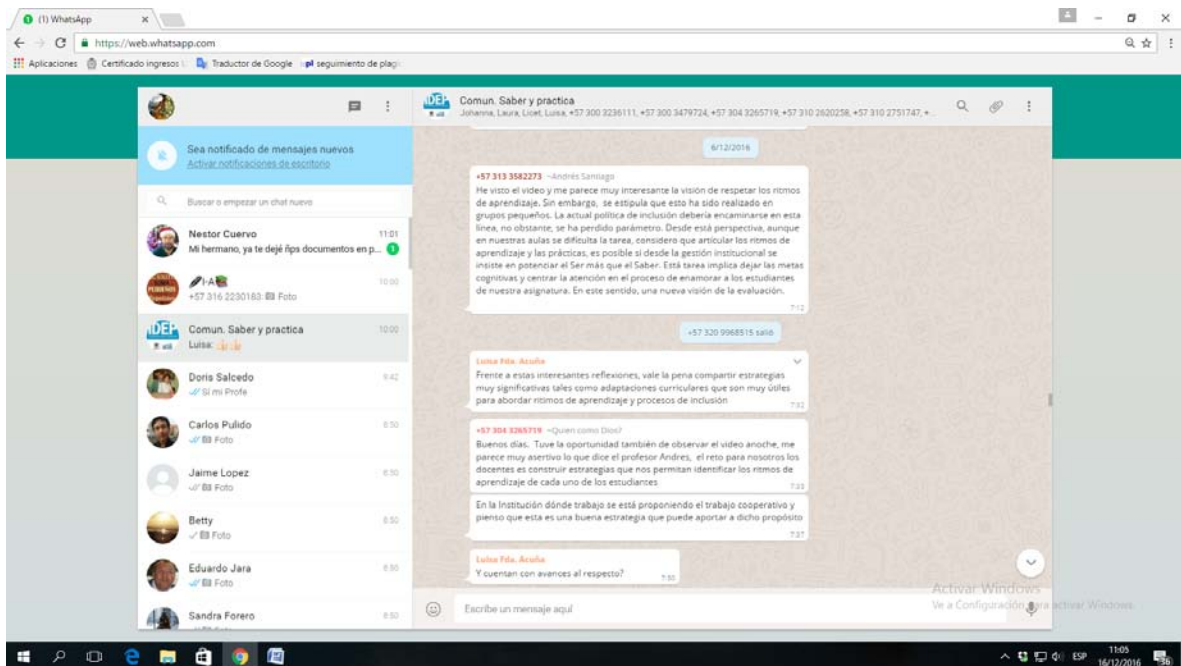 (1) WhatsApp
https://web.whatsapp.com
Aplicaciones
Certificado ingresos
Traductor de Google
seguimiento de plag
Sea notificado de mensajes nuevos
Activar notificaciones de escritorio
Buscar o empezar un chat nuevo
Nestor Cuervo 11:01
Mi hermano, ya te dejé fips documentos en p... 1
I-A 10:00
+57 316 2230183: Foto
IDEP
Comun. Saber y practica 10:00
Luisa:
Doris Salcedo 9:42
Si mi Profe
Carlos Pulido 8:50
Foto
Jaime Lopez 8:50
Foto
Betty 8:50
Foto
Eduardo Jara 8:50
Foto
Sandra Forero 8:50
IDEP
Comun. Saber y practica
Johanna, Laura, Licet, Luisa, +57 300 3236111, +57 300 3479724, +57 304 3265719, +57 310 2620258, +57 310 2751747, +...
6/12/2016
+57 313 3582273 ~Andrés Santiago
He visto el video y me parece muy interesante la visión de respetar los ritmos
de aprendizaje. Sin embargo, se estipula que esto ha sido realizado en
grupos pequeños. La actual política de inclusión debería encaminarse en esta
línea, no obstante, se ha perdido parámetro. Desde está perspectiva, aunque
en nuestras aulas se dificulta la tarea, considero que articular los ritmos de
aprendizaje y las prácticas, es posible si desde la gestión institucional se
insiste en potenciar el Ser más que el Saber. Está tarea implica dejar las metas
cognitivas y centrar la atención en el proceso de enamorar a los estudiantes
de nuestra asignatura. En este sentido, una nueva visión de la evaluación.
7:12
+57 320 9968515 salió
Luisa Fda. Acuña
Frente a estas interesantes reflexiones, vale la pena compartir estrategias
muy significativas tales como adaptaciones curriculares que son muy útiles
para abordar ritimos de aprendizaje y procesos de inclusión
7:32
+57 304 3265719 ~Quien como Dios?
Buenos días. Tuve la oportunidad también de observar el video anoche, me
parece muy asertivo lo que dice el profesor Andres, el reto para nosotros los
docentes es construir estrategias que nos permitan identificar los ritmos de
aprendizaje de cada uno de los estudiantes
En la Institución dónde trabajo se está proponiendo el trabajo cooperativo y
pienso que esta es una buena estrategia que puede aportar a dicho propósito
7:37
Luisa Fda. Acuña
Y cuentan con avances al respecto?
Escribe un mensaje aquí
Activar Windows
Ve a Configuración para activar Windows.
ESP
11:05
16/12/2016